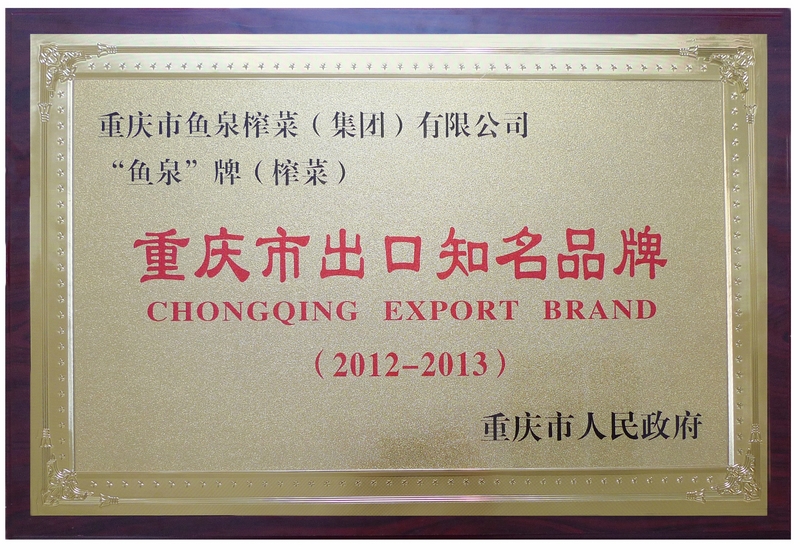 重庆市鱼泉榨菜（集团）有限公司
“鱼泉”牌（榨菜）
重庆市出口知名品牌
CHONGQING EXPORT BRAND
（2012-2013）
重庆市人民政府